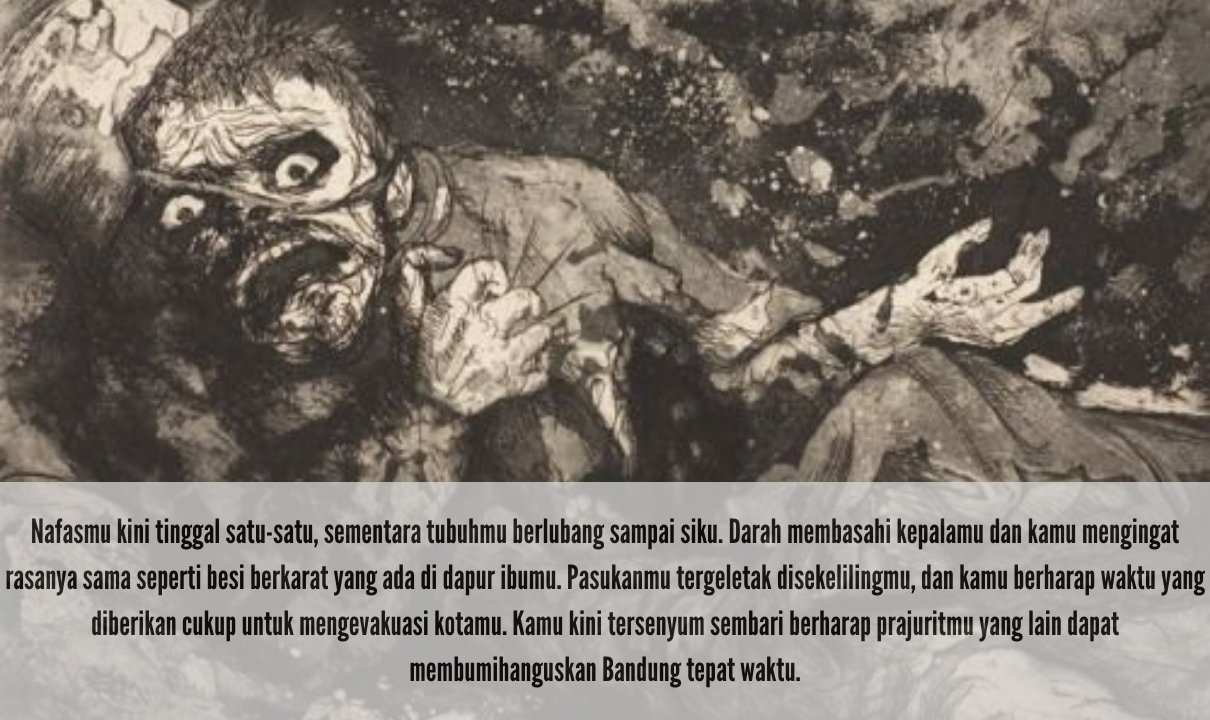 Nafasmu kini tinggal satu-satu, sementara tubuhmu berlubang sampai siku. Darah membasahi kepalamu dan kamu mengingat
rasanya sama seperti besi berkarat yang ada di dapur ibumu. Pasukanmu tergeletak disekelilingmu, dan kamu berharap waktu yang
diberikan cukup untuk mengevakuasi kotamu. Kamu kini tersenyum sembari berharap prajuritmu yang lain dapat
membumihanguskan Bandung tepat waktu.